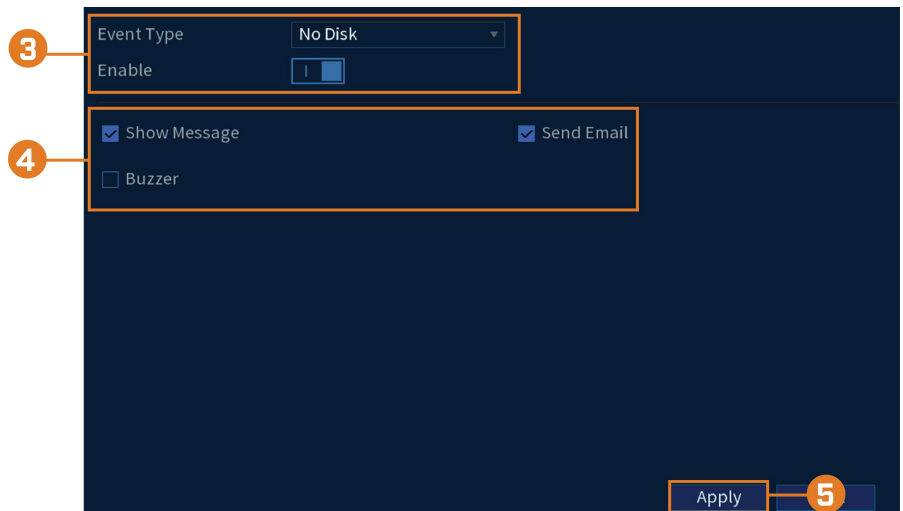 3
Event Type No Disk
Enable
4
Show Message Send Email
Buzzer
Apply
5